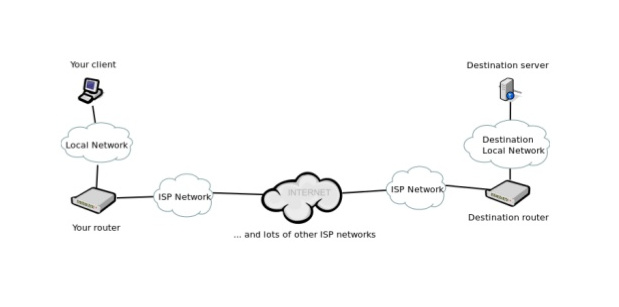 Your client
Destination server
Local Network
Destination
Local Network
ISP Network
INTERNET
ISP Network
Your router
Destination router
... and lots of other ISP networks